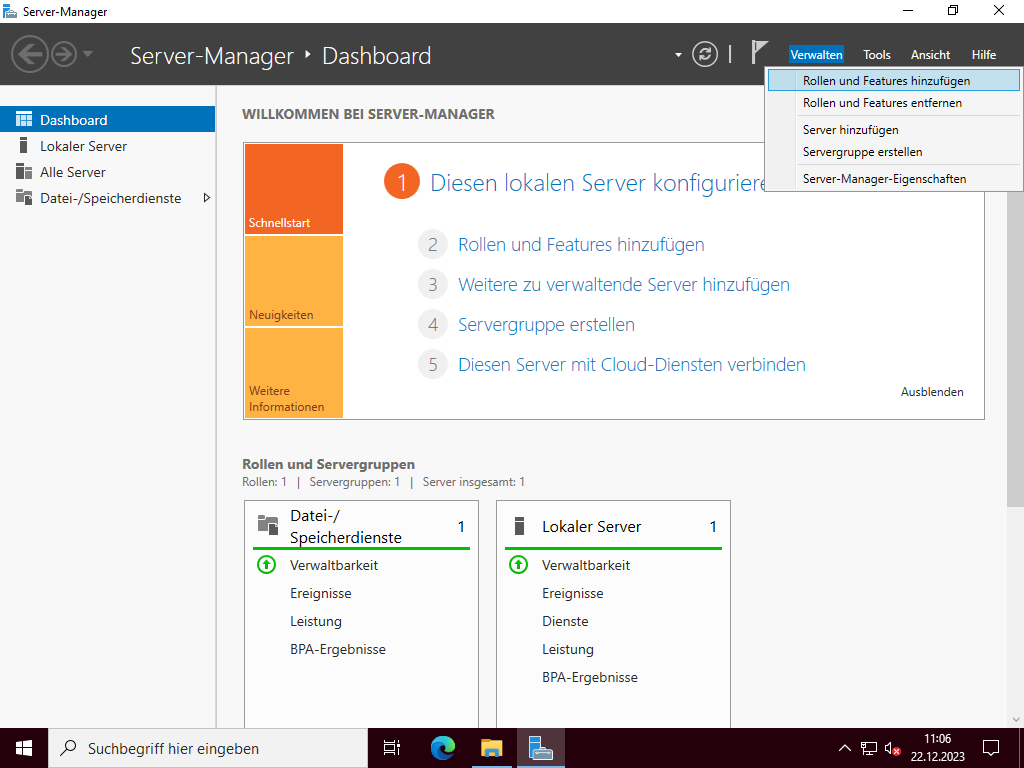 Server-Manager
Server-Manager Dashboard
Verwalten Tools Ansicht Hilfe
Rollen und Features hinzufügen
Rollen und Features entfernen
Server hinzufügen
Servergruppe erstellen
Server-Manager-Eigenschaften
Dashboard
Lokaler Server
Alle Server
Datei-/Speicherdienste
WILLKOMMEN BEI SERVER-MANAGER
Schnellstart
Neuigkeiten
Weitere
Informationen
1 Diesen lokalen Server konfiguriere
2 Rollen und Features hinzufügen
3 Weitere zu verwaltende Server hinzufügen
4 Servergruppe erstellen
5 Diesen Server mit Cloud-Diensten verbinden
Ausblenden
Rollen und Servergruppen
Rollen: 1 | Servergruppen: 1 | Server insgesamt: 1
Datei-/
Speicherdienste 1
Verwaltbarkeit
Ereignisse
Leistung
BPA-Ergebnisse
Lokaler Server 1
Verwaltbarkeit
Ereignisse
Dienste
Leistung
BPA-Ergebnisse
Suchbegriff hier eingeben
11:06
22.12.2023